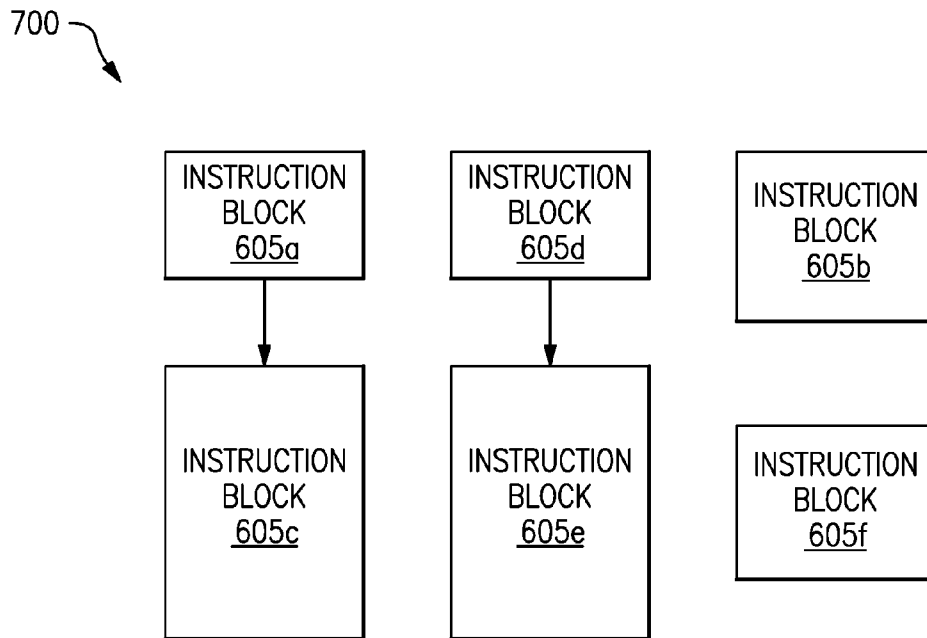 700
INSTRUCTION
BLOCK
605a
INSTRUCTION
BLOCK
605d
INSTRUCTION
BLOCK
605b
INSTRUCTION
BLOCK
605c
INSTRUCTION
BLOCK
605e
INSTRUCTION
BLOCK
605f